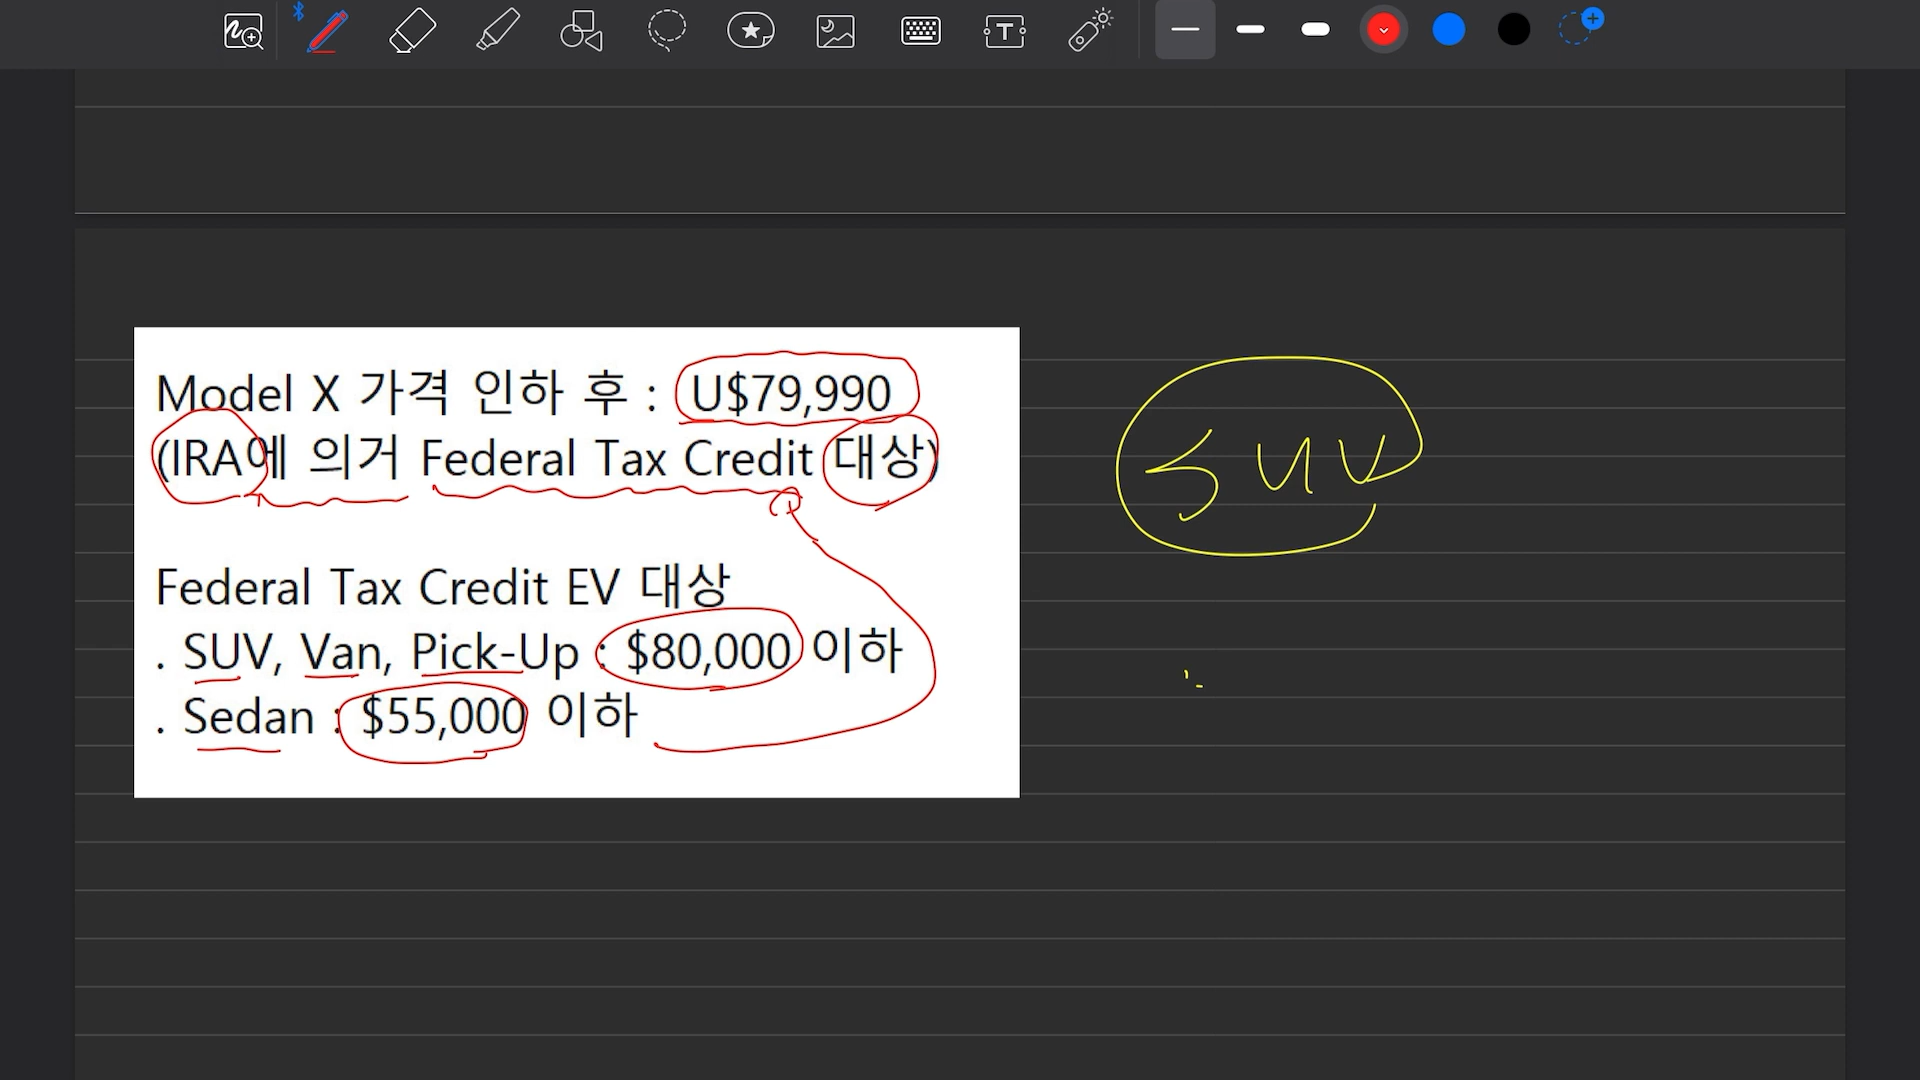 Model X 가격 인하 후 : U$79,990
(IRA에 의거 Federal Tax Credit 대상)
Federal Tax Credit EV 대상
. SUV, Van, Pick-Up : $80,000 이하
. Sedan : $55,000 이하
SUV